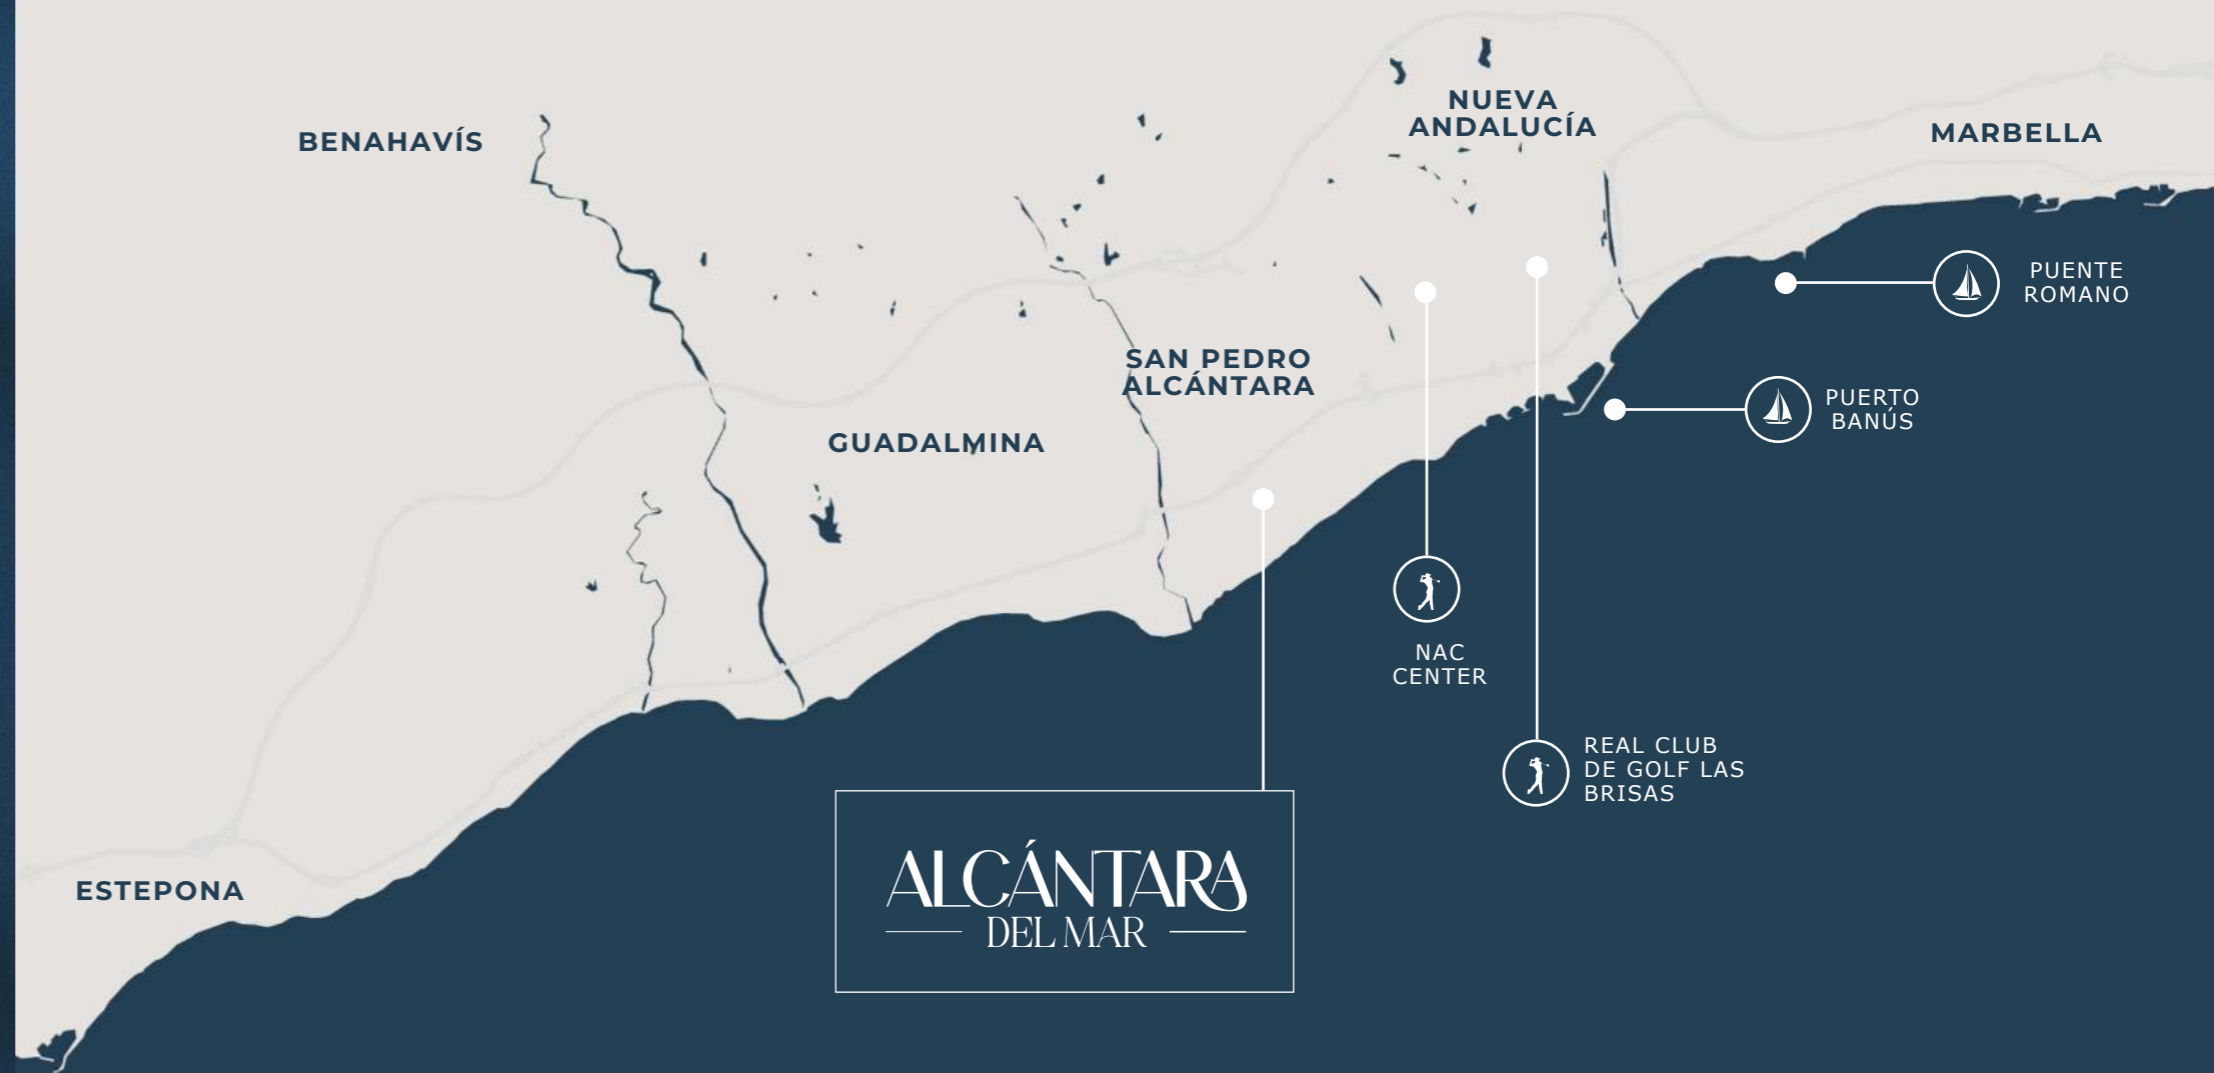 NUEVA
ANDALUCÍA
BENAHAVÍS
MARBELLA
PUENTE
ROMANO
SAN PEDRO
ALCÁNTARA
PUERTO
BANÚS
GUADALMINA
NAC
CENTER
REAL CLUB
DE GOLF LAS
BRISAS
ESTEPONA
ALCÁNTARA
DEL MAR